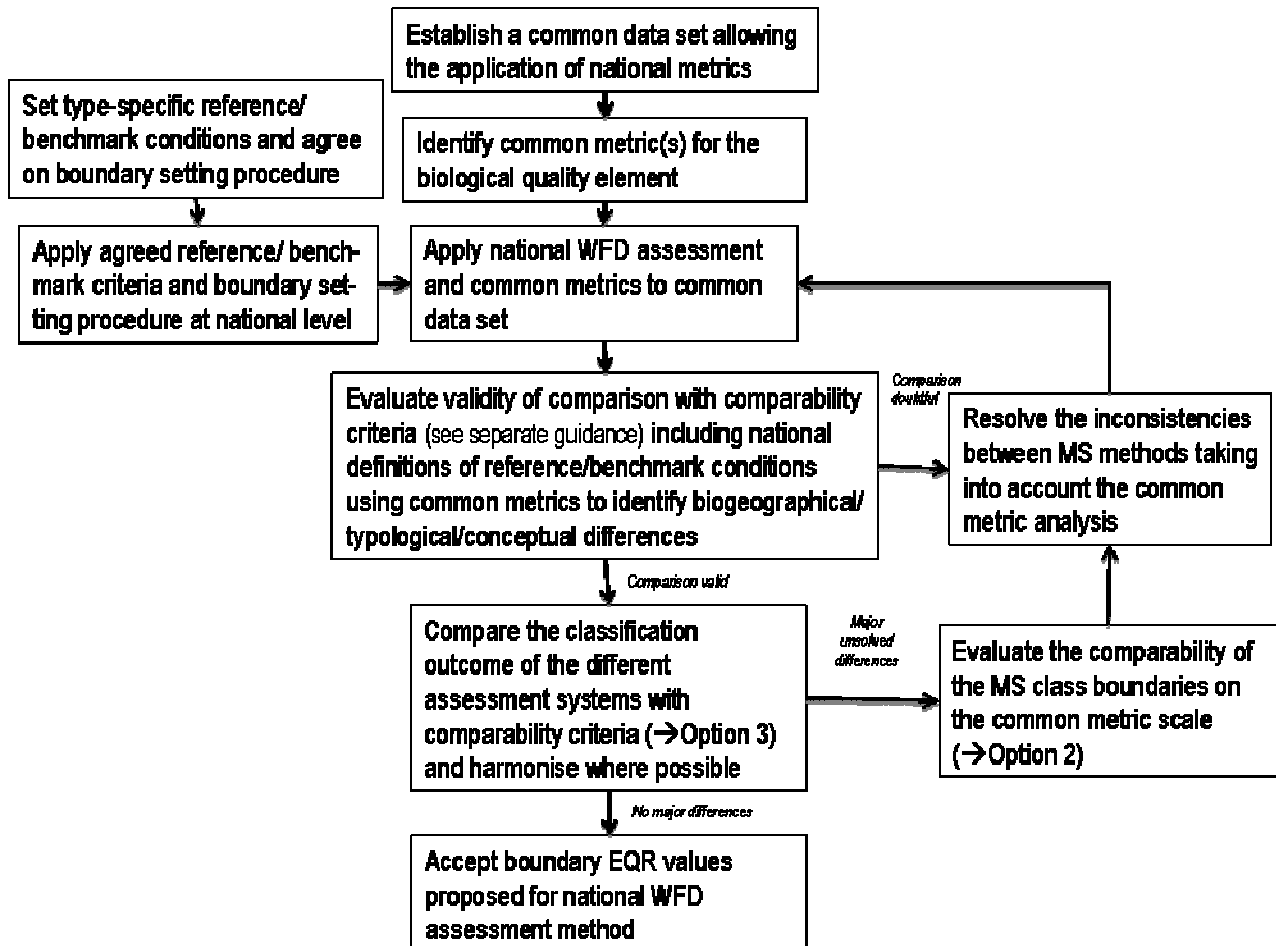 Establish a common data set allowing
the application of national metrics
Set type-specific reference/
benchmark conditions and agree
on boundary setting procedure
Identify common metric(s) for the
biological quality element
Apply agreed reference/ bench-
mark criteria and boundary set-
ting procedure at national level
Apply national WFD assessment
and common metrics to common
data set
Evaluate validity of comparison with comparability
criteria (see separate guidance) including national
definitions of reference/benchmark conditions
using common metrics to identify biogeographical/
typological/conceptual differences
Comparison
doubtful
Resolve the inconsistencies
between MS methods taking
into account the common
metric analysis
Comparison valid
Compare the classification
outcome of the different
assessment systems with
comparability criteria (→Option 3)
and harmonise where possible
Major
unsolved
differences
Evaluate the comparability of
the MS class boundaries on
the common metric scale
(→Option 2)
No major differences
Accept boundary EQR values
proposed for national WFD
assessment method